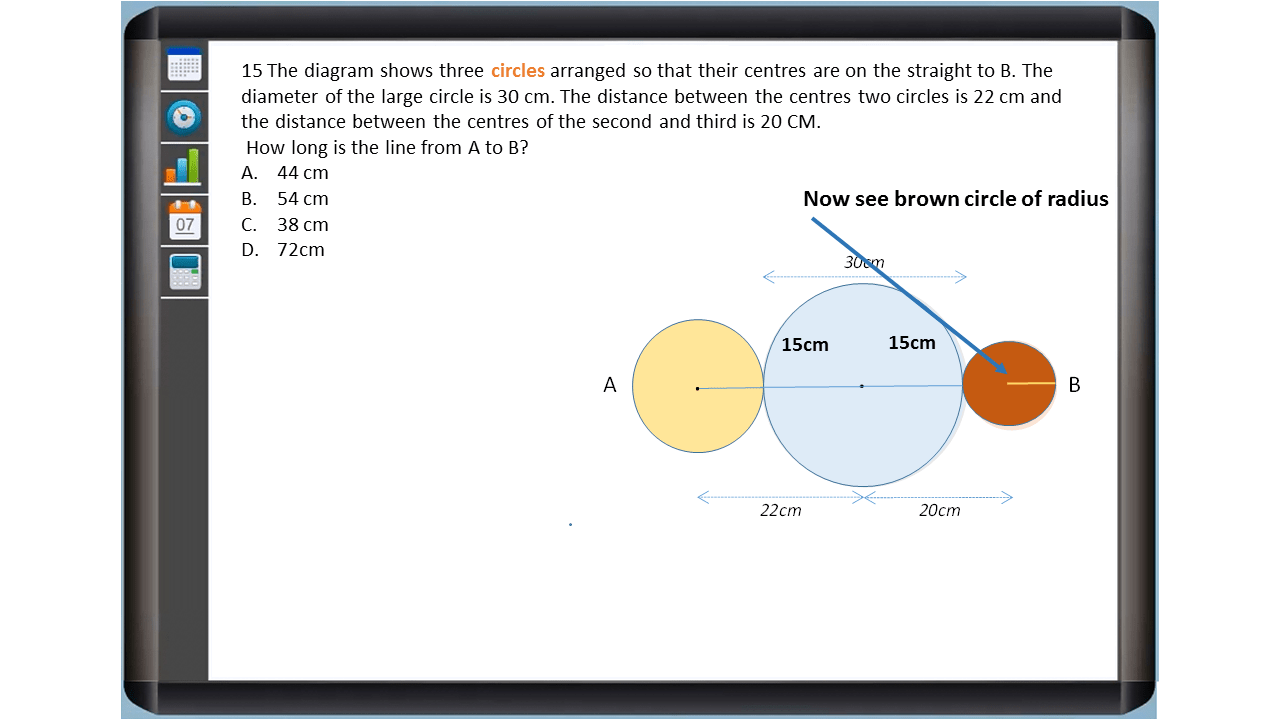 15 The diagram shows three circles arranged so that their centres are on the straight to B. The
diameter of the large circle is 30 cm. The distance between the centres two circles is 22 cm and
the distance between the centres of the second and third is 20 CM.
How long is the line from A to B?
A. 44 cm
B. 54 cm
C. 38 cm
D. 72cm
Now see brown circle of radius
30cm
15cm
15cm
A
B
22cm
20cm
07